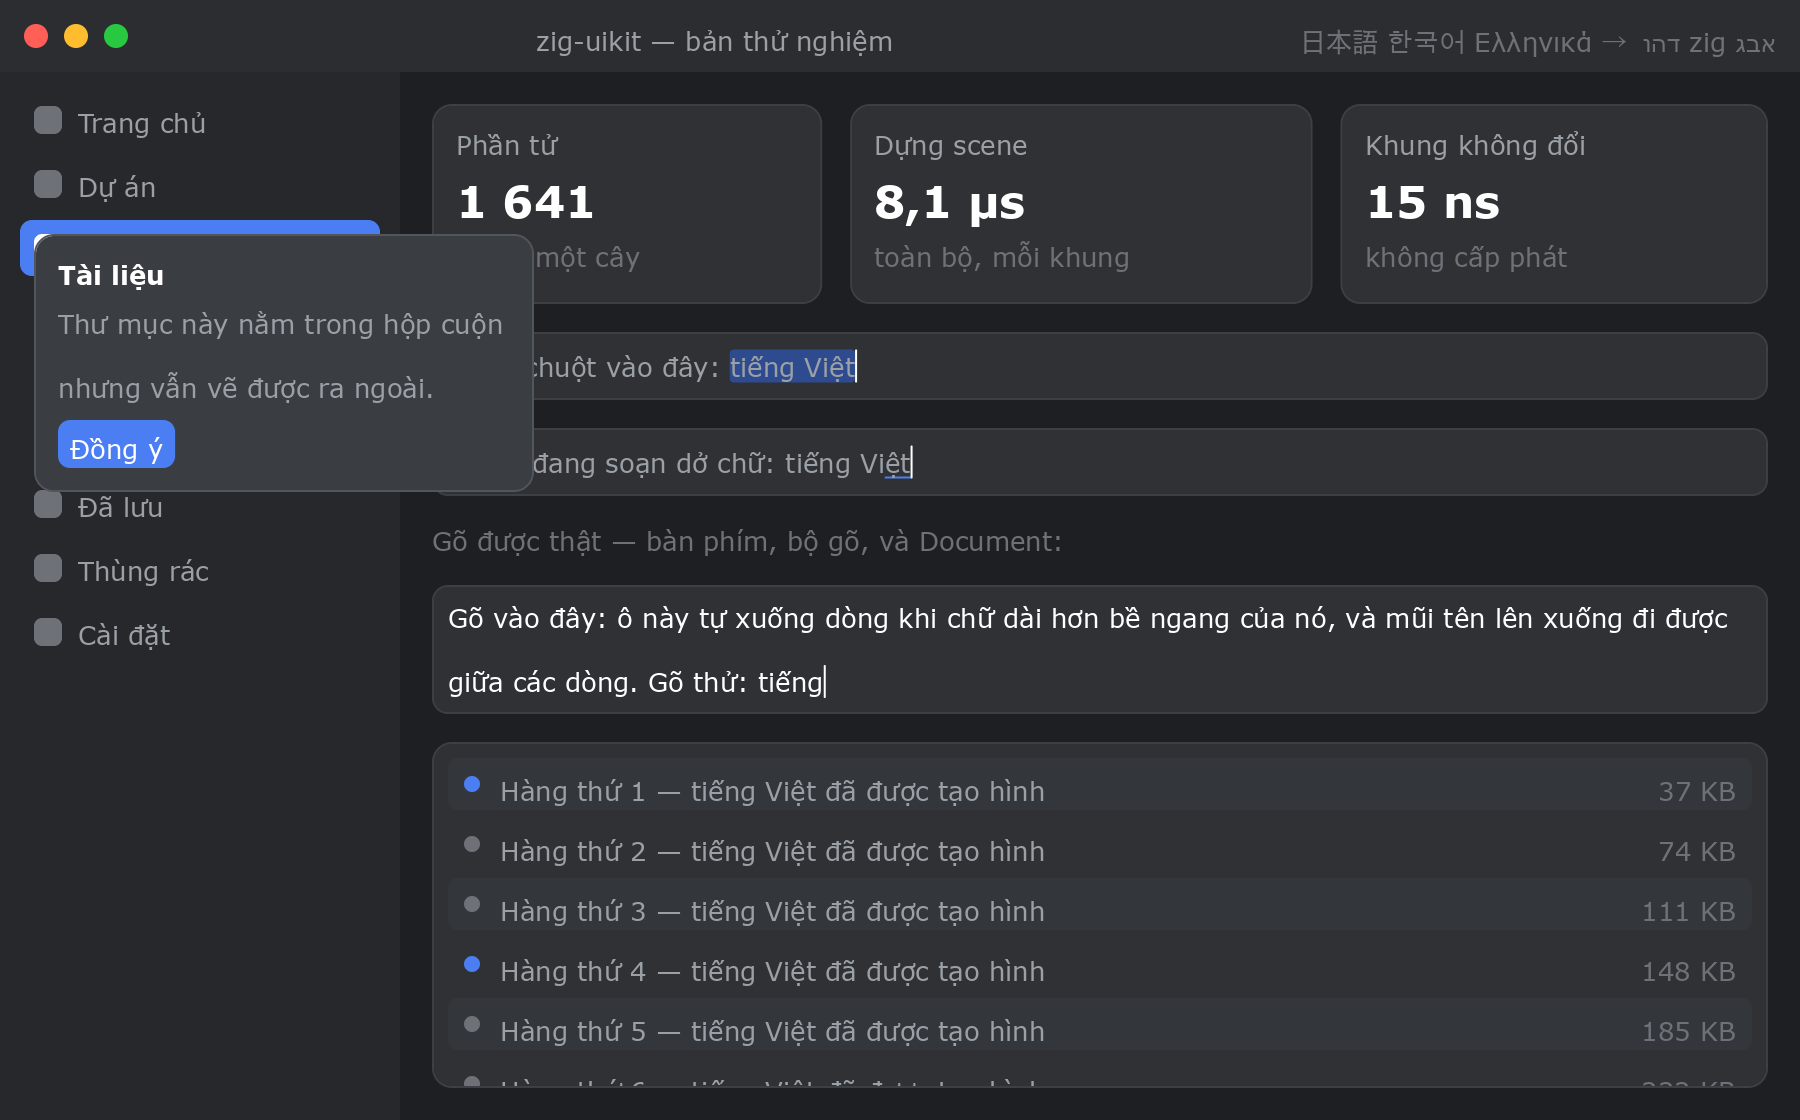 zig-uikit — bản thử nghiệm
日本語 한국어 Ελληνικά → אבג zig דהו
Trang chủ
Dự án
Tài liệu
Thư mục này nằm trong hộp cuộn
nhưng vẫn vẽ được ra ngoài.
Đồng ý
Đã lưu
Thùng rác
Cài đặt
Phần tử
1 641
một cây
Dựng scene
8,1 µs
toàn bộ, mỗi khung
Khung không đổi
15 ns
không cấp phát
chuột vào đây: tiếng Việt
đang soạn dở chữ: tiếng Việt
Gõ được thật — bàn phím, bộ gõ, và Document:
Gõ vào đây: ô này tự xuống dòng khi chữ dài hơn bề ngang của nó, và mũi tên lên xuống đi được
giữa các dòng. Gõ thử: tiếng
Hàng thứ 1 — tiếng Việt đã được tạo hình 37 KB
Hàng thứ 2 — tiếng Việt đã được tạo hình 74 KB
Hàng thứ 3 — tiếng Việt đã được tạo hình 111 KB
Hàng thứ 4 — tiếng Việt đã được tạo hình 148 KB
Hàng thứ 5 — tiếng Việt đã được tạo hình 185 KB